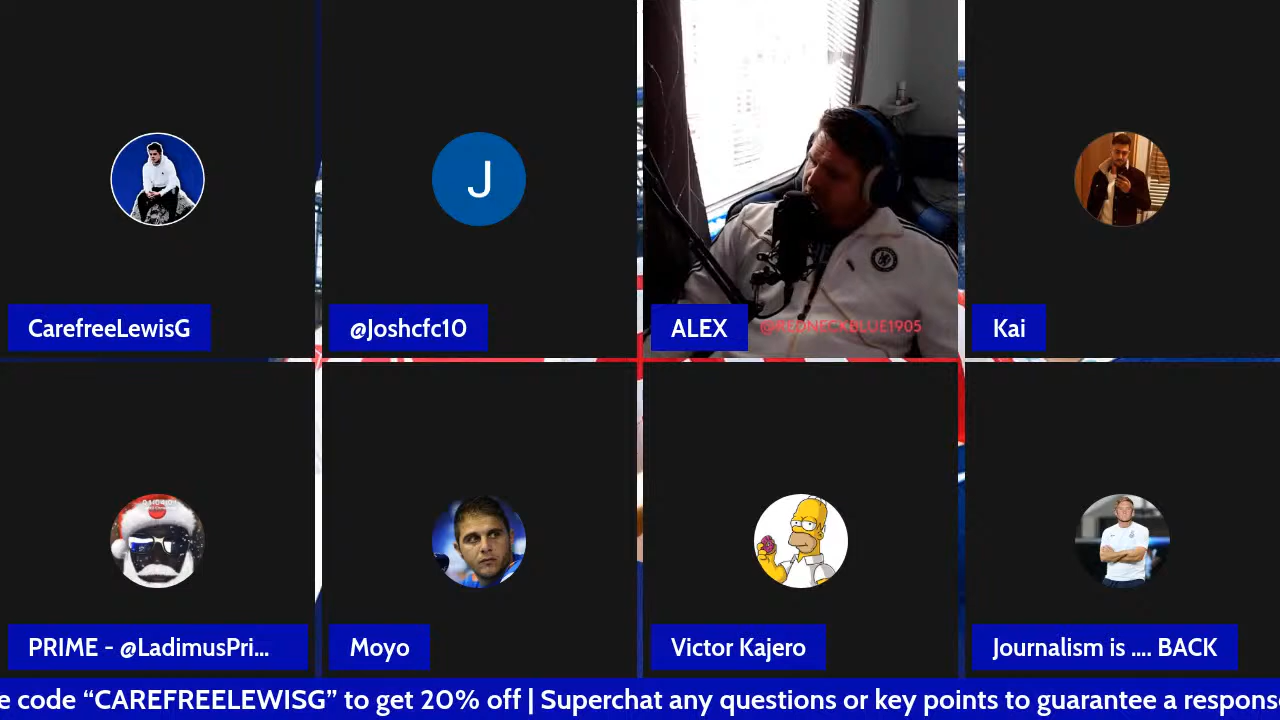 J
CarefreeLewisG
@Joshcfc10
ALEX
@REDNECKBLUE1905
Kai
PRIME - @LadimusPri...
Moyo
Victor Kajero
Journalism is .... BACK
e code “CAREFREELEWISG” to get 20% off | Superchat any questions or key points to guarantee a respons